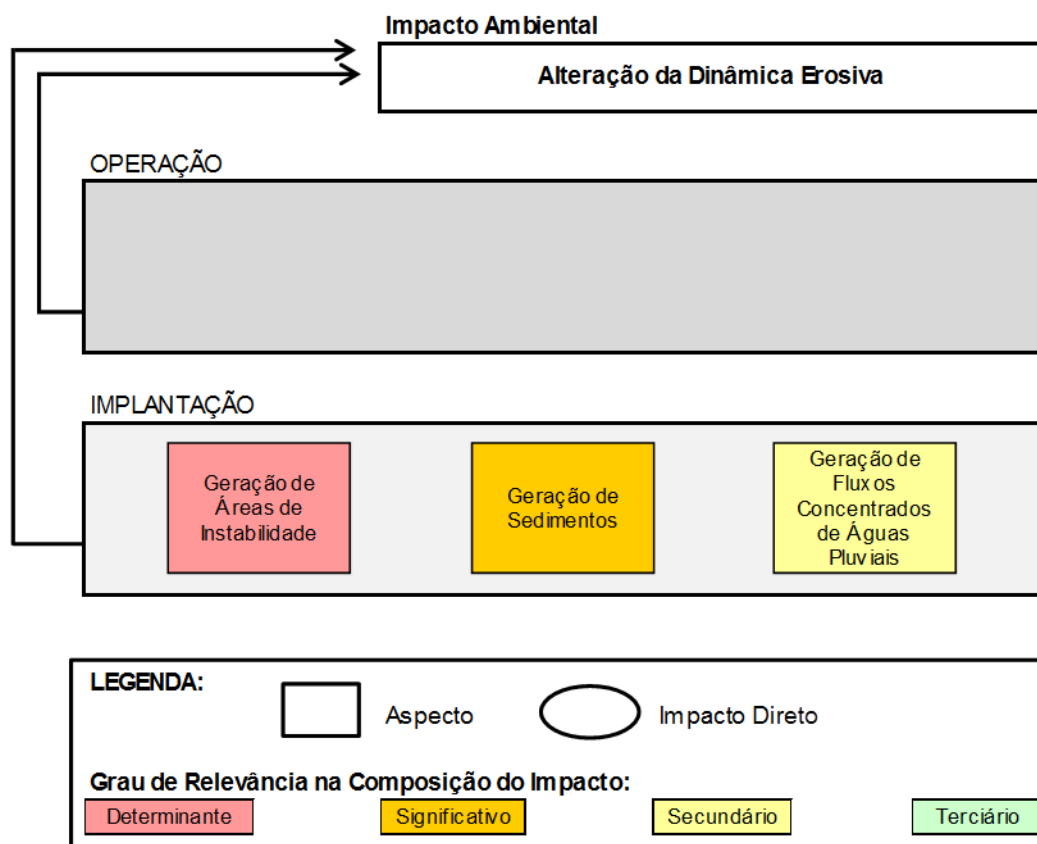 Impacto Ambiental
Alteração da Dinâmica Erosiva
OPERAÇÃO
IMPLANTAÇÃO
Geração de
Áreas de
Instabilidade
Geração de
Sedimentos
Geração de
Fluxos
Concentrados
de Águas
Pluviais
LEGENDA:
Aspecto
Impacto Direto
Grau de Relevância na Composição do Impacto:
Determinante
Significativo
Secundário
Terciário